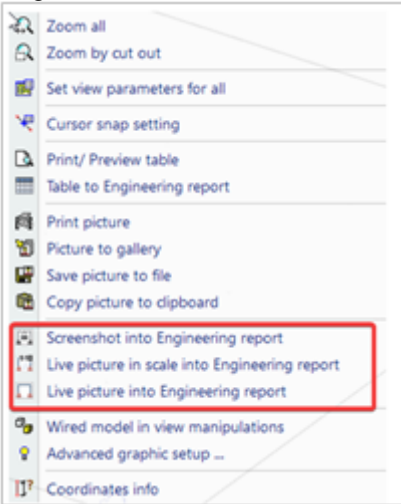 Zoom all
Zoom by cut out
Set view parameters for all
Cursor snap setting
Print/ Preview table
Table to Engineering report
Print picture
Picture to gallery
Save picture to file
Copy picture to clipboard
Screenshot into Engineering report
Live picture in scale into Engineering report
Live picture into Engineering report
Wired model in view manipulations
Advanced graphic setup ...
Coordinates info